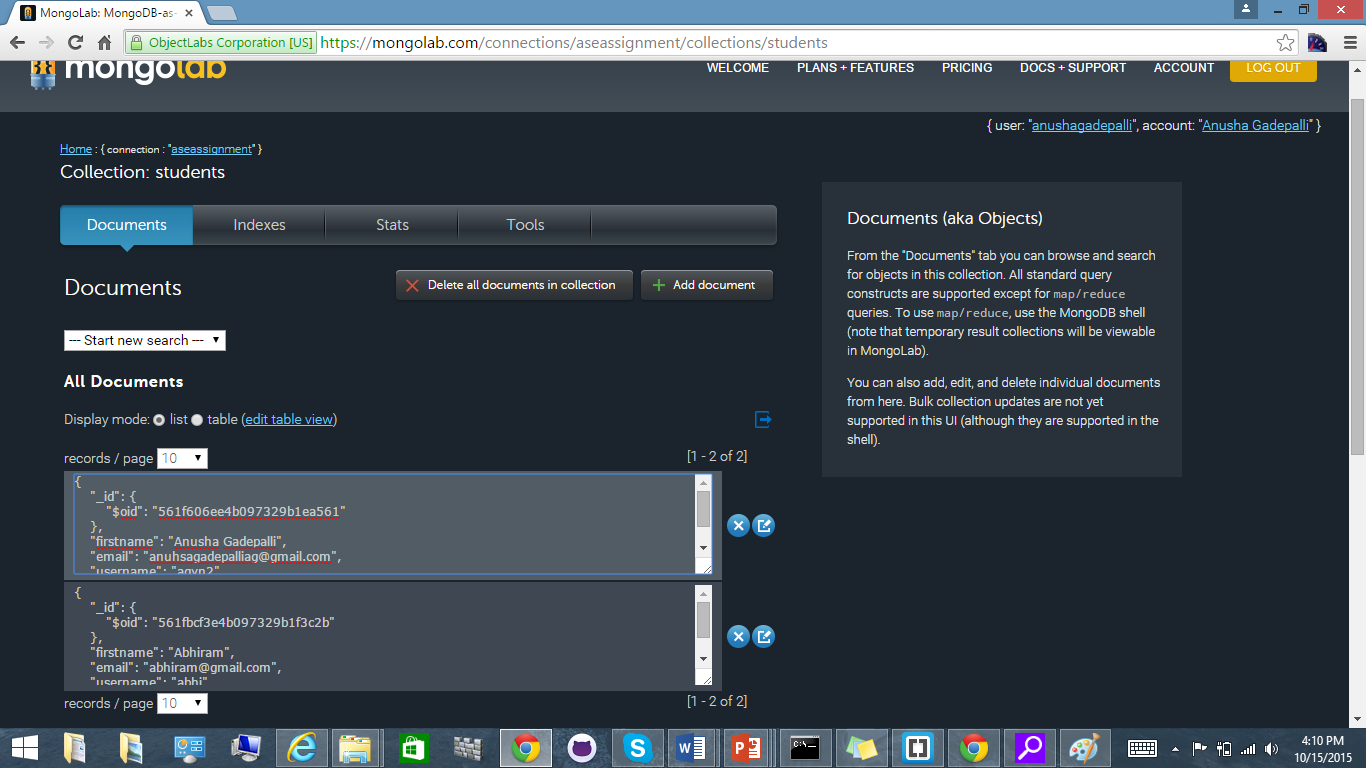 MongoLab: MongoDB-as-
ObjectLabs Corporation [US]
https://mongolab.com/connections/aseassignment/collections/students
mongolab
WELCOME
PLANS + FEATURES
PRICING
DOCS + SUPPORT
ACCOUNT
LOG OUT
{ user: "anushagadepalli", account: "Anusha Gadepalli" }
Home : { connection : "aseassignment" }
Collection: students
Documents
Indexes
Stats
Tools
Documents
Delete all documents in collection
Add document
--- Start new search ---
All Documents
Display mode: list table (edit table view)
records / page 10
[1 - 2 of 2]
{
"_id": {
"$oid": "561f606ee4b097329b1ea561"
},
"firstname": "Anusha Gadepalli",
"email": "anuhsagadepalliag@gmail.com",
"username": "agvn2"
{
"_id": {
"$oid": "561fbcf3e4b097329b1f3c2b"
},
"firstname": "Abhiram",
"email": "abhiram@gmail.com",
"username": "abhi"
records / page 10
[1 - 2 of 2]
Documents (aka Objects)
From the "Documents" tab you can browse and search
for objects in this collection. All standard query
constructs are supported except for map/reduce
queries. To use map/reduce, use the MongoDB shell
(note that temporary result collections will be viewable
in MongoLab).
You can also add, edit, and delete individual documents
from here. Bulk collection updates are not yet
supported in this UI (although they are supported in the
shell).
4:10 PM
10/15/2015